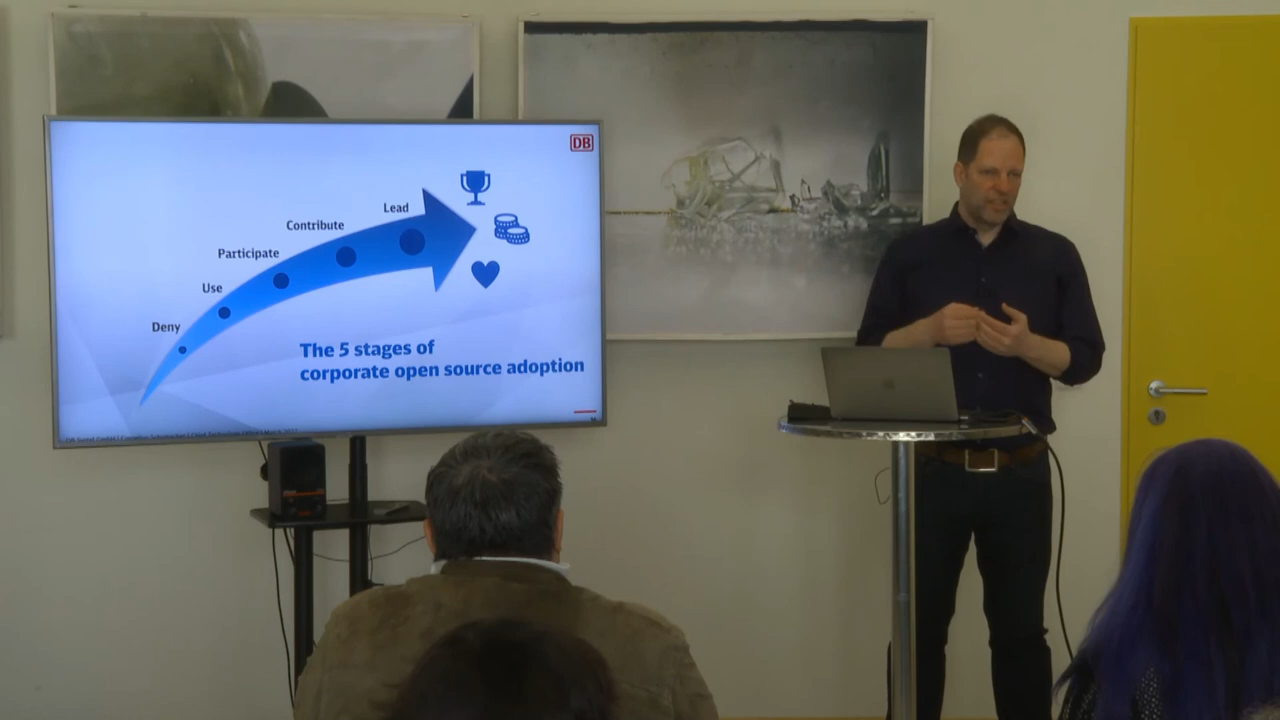 DB
Lead
Contribute
Participate
Use
Deny
The 5 stages of
corporate open source adoption